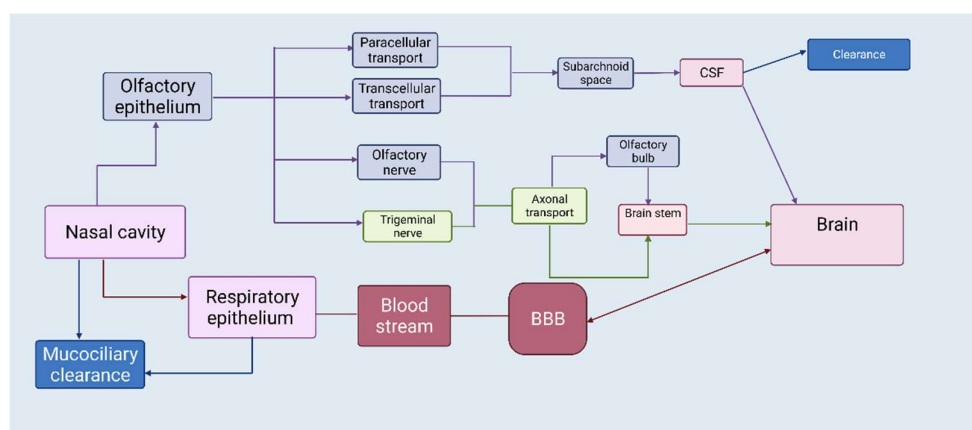 Paracellular
transport
Olfactory
epithelium
Transcellular
transport
Subarchnoid
space
CSF
Clearance
Olfactory
nerve
Olfactory
bulb
Trigeminal
nerve
Axonal
transport
Brain stem
Brain
Nasal cavity
Respiratory
epithelium
Blood
stream
BBB
Mucociliary
clearance